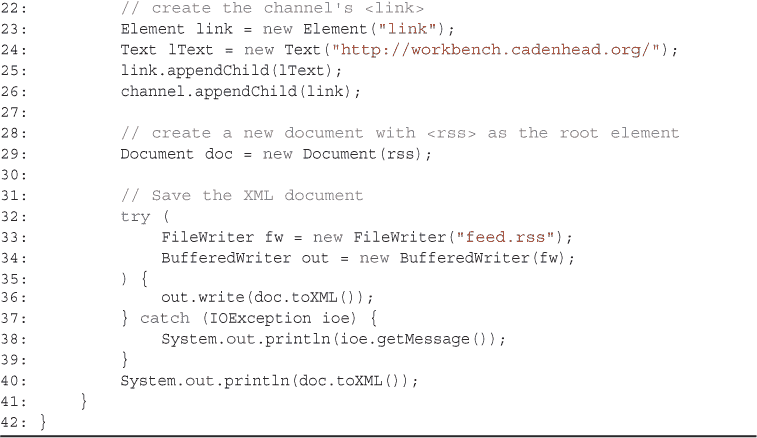 22:         // create the channel's <link>
23:         Element link = new Element("link");
24:         Text lText = new Text("http://workbench.cadenhead.org/");
25:         link.appendChild(lText);
26:         channel.appendChild(link);
27:
28:         // create a new document with <rss> as the root element
29:         Document doc = new Document(rss);
30:
31:         // Save the XML document
32:         try (
33:             FileWriter fw = new FileWriter("feed.rss");
34:             BufferedWriter out = new BufferedWriter(fw);
35:         ) {
36:             out.write(doc.toXML());
37:         } catch (IOException ioe) {
38:             System.out.println(ioe.getMessage());
39:         }
40:         System.out.println(doc.toXML());
41:     }
42: }